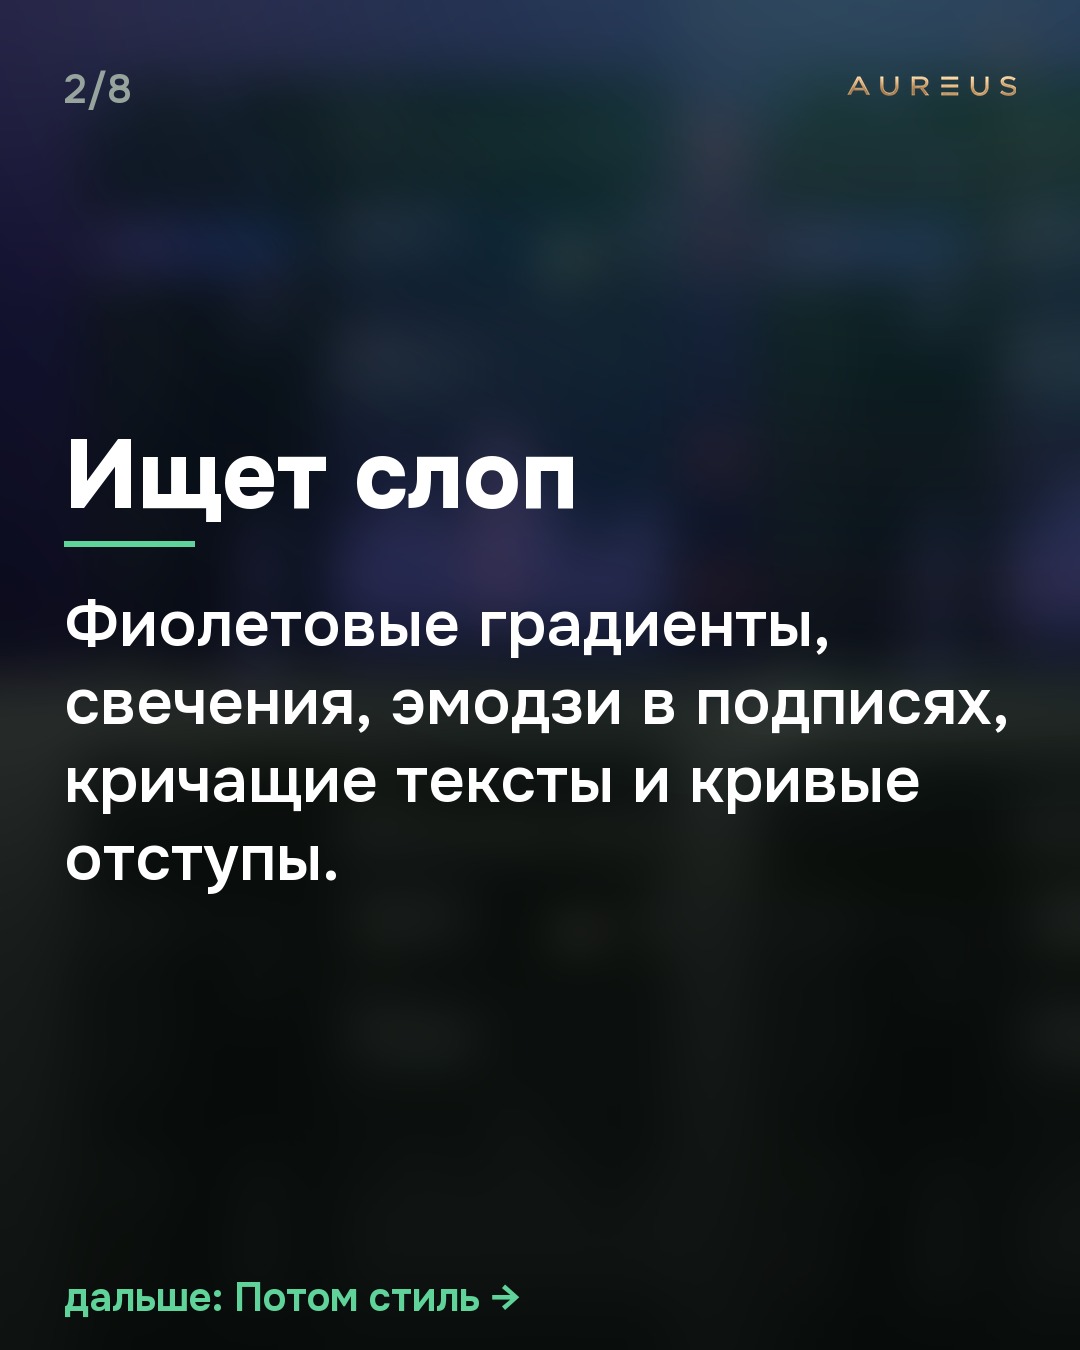 2/8
AUREUS
Ищет слоп
Фиолетовые градиенты,
свечения, эмодзи в подписях,
кричащие тексты и кривые
отступы.
дальше: Потом стиль →